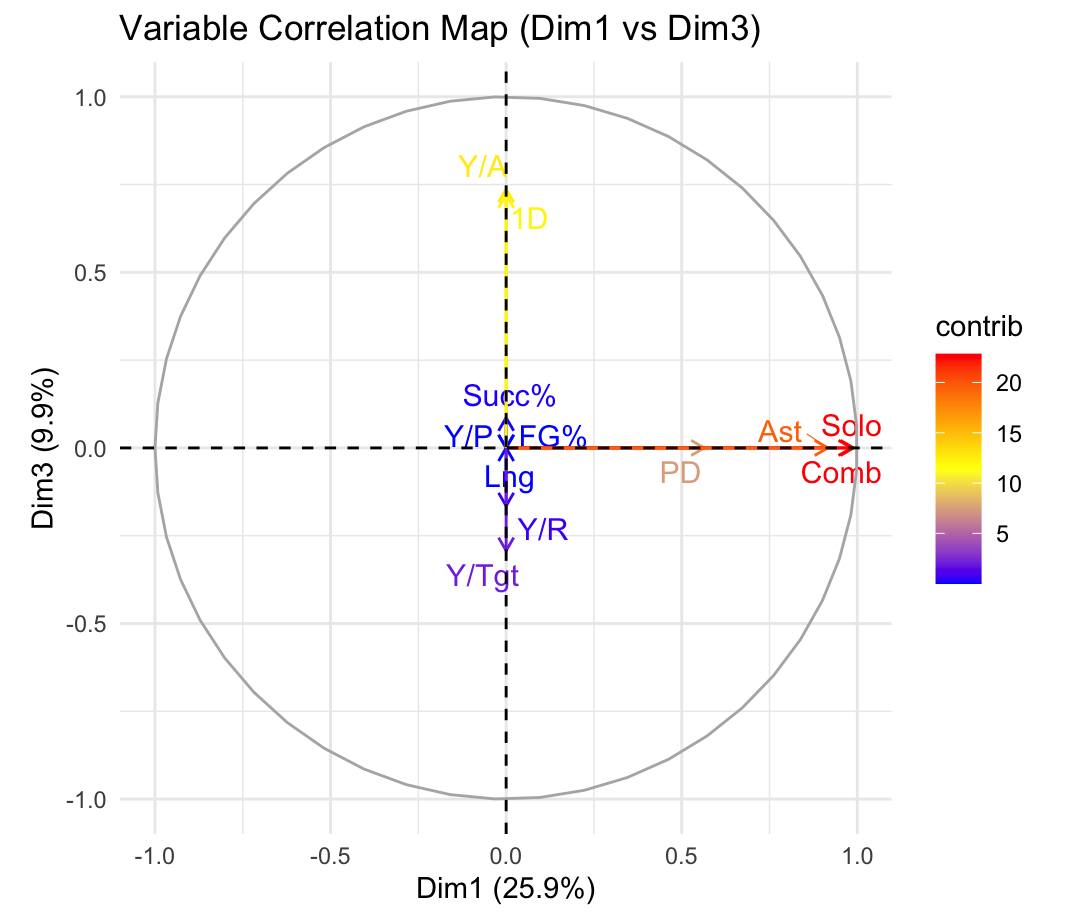 Variable Correlation Map (Dim1 vs Dim3)
1.0
0.5
0.0
-0.5
-1.0
Dim3 (9.9%)
Y/A
1D
Succ%
Y/P
FG%
Lng
Y/R
Y/Tgt
Ast
Solo
PD
Comb
-1.0
-0.5
0.0
0.5
1.0
Dim1 (25.9%)
contrib
20
15
10
5